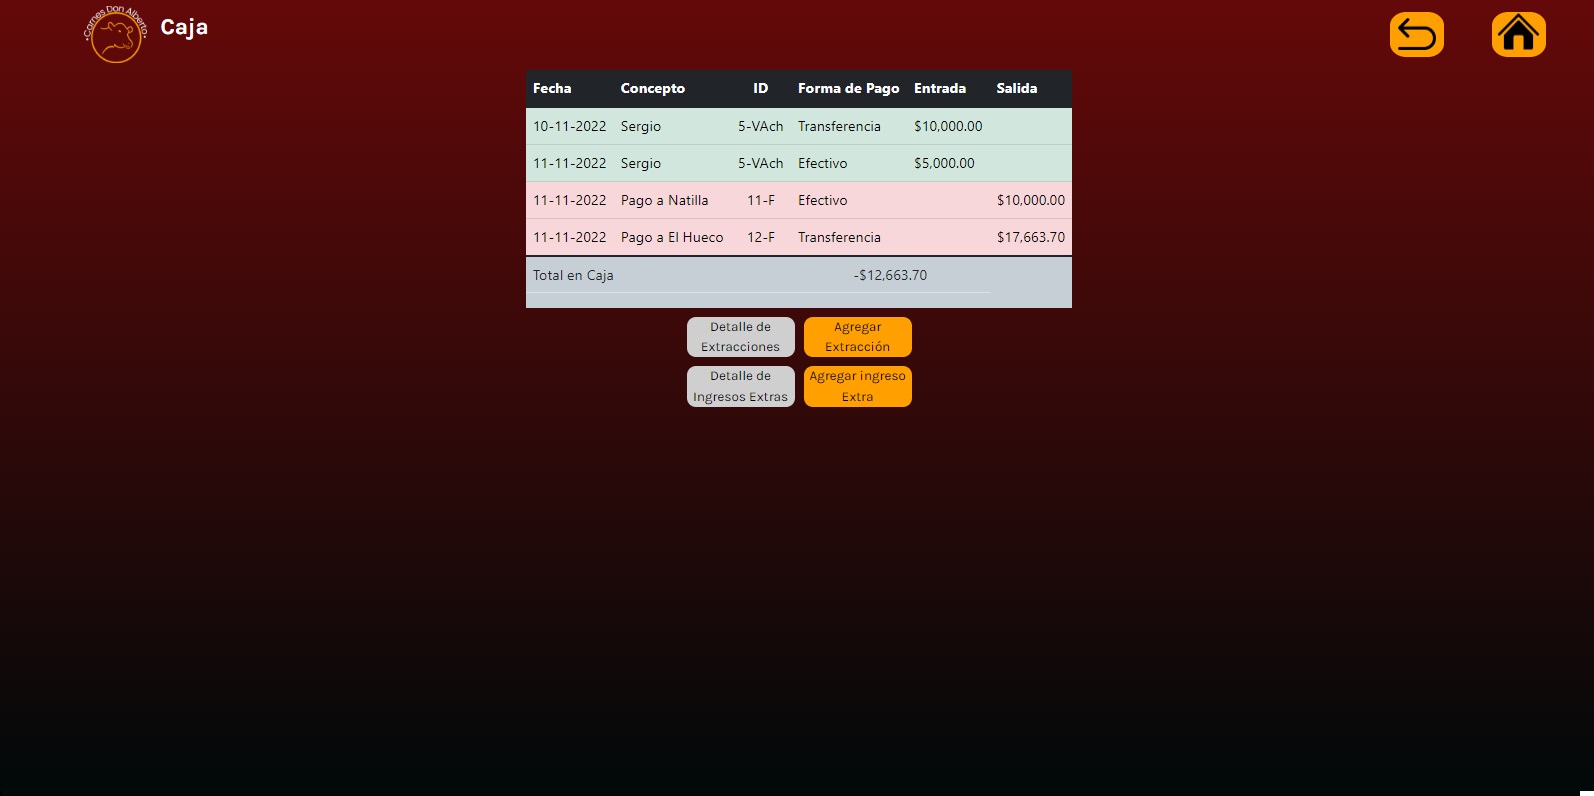 •Carnes Don Alberto•
Caja
Fecha Concepto ID Forma de Pago Entrada Salida
10-11-2022 Sergio 5-VAch Transferencia $10,000.00
11-11-2022 Sergio 5-VAch Efectivo $5,000.00
11-11-2022 Pago a Natilla 11-F Efectivo $10,000.00
11-11-2022 Pago a El Hueco 12-F Transferencia $17,663.70
Total en Caja -$12,663.70
Detalle de
Extracciones
Agregar
Extracción
Detalle de
Ingresos Extras
Agregar ingreso
Extra